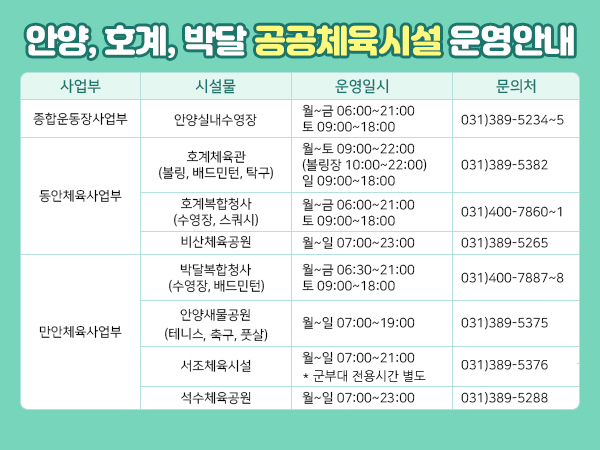 안양, 호계, 박달 공공체육시설 운영안내
사업부 시설물 운영일시 문의처
종합운동장사업부 안양실내수영장 월~금 06:00~21:00
토 09:00~18:00 031)389-5234~5
동안체육사업부 호계체육관
(볼링, 배드민턴, 탁구) 월~토 09:00~22:00
(볼링장 10:00~22:00)
일 09:00~18:00 031)389-5382
호계복합청사
(수영장, 스쿼시) 월~금 06:00~21:00
토 09:00~18:00 031)400-7860~1
비산체육공원 월~일 07:00~23:00 031)389-5265
만안체육사업부 박달복합청사
(수영장, 배드민턴) 월~금 06:30~21:00
토 09:00~18:00 031)400-7887~8
안양새물공원
(테니스, 축구, 풋살) 월~일 07:00~19:00 031)389-5375
서조체육시설 월~일 07:00~21:00
* 군부대 전용시간 별도 031)389-5376
석수체육공원 월~일 07:00~23:00 031)389-5288